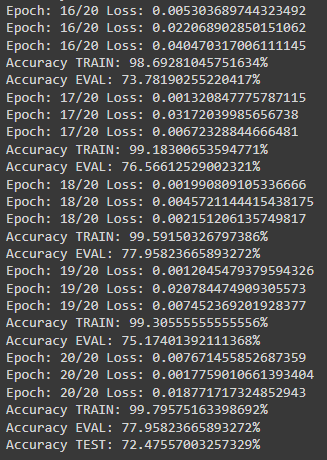 Epoch: 16/20 Loss: 0.005303689744323492
Epoch: 16/20 Loss: 0.022068902850151062
Epoch: 16/20 Loss: 0.040470317006111145
Accuracy TRAIN: 98.69281045751634%
Accuracy EVAL: 73.78190255220417%
Epoch: 17/20 Loss: 0.001320847775787115
Epoch: 17/20 Loss: 0.03172039985656738
Epoch: 17/20 Loss: 0.00672328844666481
Accuracy TRAIN: 99.18300653594771%
Accuracy EVAL: 76.56612529002321%
Epoch: 18/20 Loss: 0.001990809105336666
Epoch: 18/20 Loss: 0.0045721144415438175
Epoch: 18/20 Loss: 0.002151206135749817
Accuracy TRAIN: 99.59150326797386%
Accuracy EVAL: 77.95823665893272%
Epoch: 19/20 Loss: 0.0012045479379594326
Epoch: 19/20 Loss: 0.020784474909305573
Epoch: 19/20 Loss: 0.007452369201928377
Accuracy TRAIN: 99.30555555555556%
Accuracy EVAL: 75.17401392111368%
Epoch: 20/20 Loss: 0.007671455852687359
Epoch: 20/20 Loss: 0.0017759010661393404
Epoch: 20/20 Loss: 0.018771717324852943
Accuracy TRAIN: 99.79575163398692%
Accuracy EVAL: 77.95823665893272%
Accuracy TEST: 72.47557003257329%